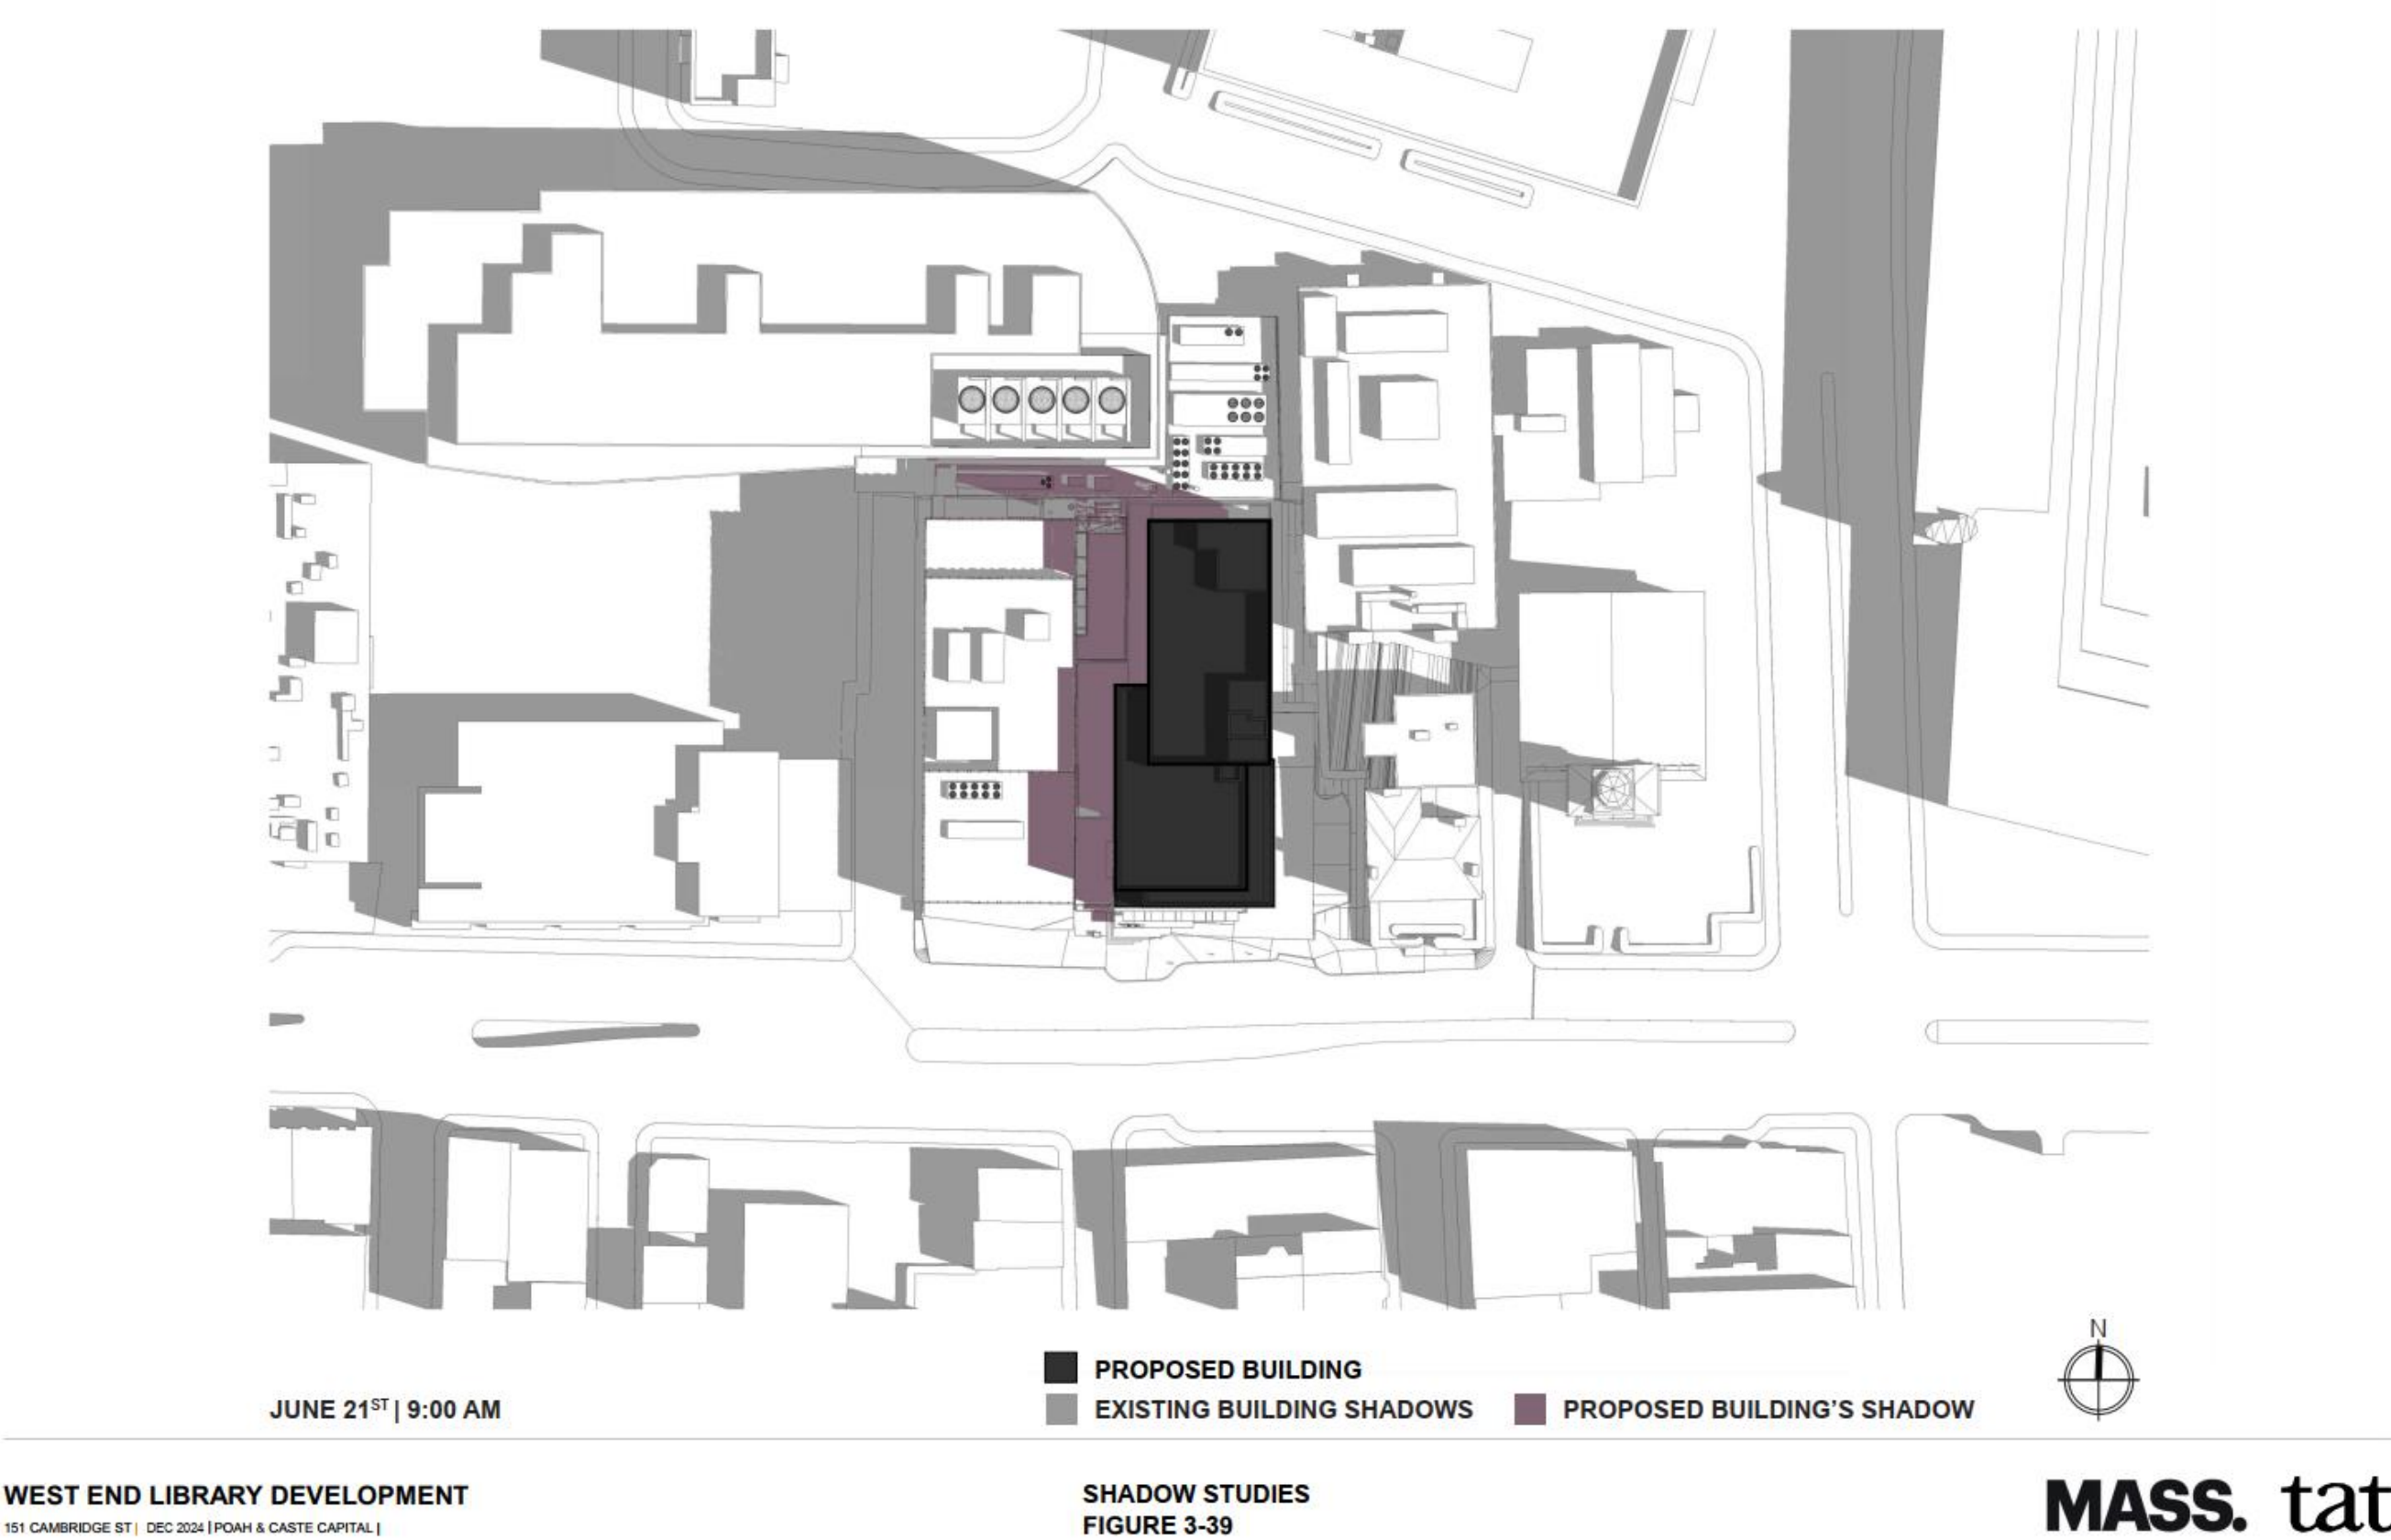 N
PROPOSED BUILDING
JUNE 21ST | 9:00 AM
EXISTING BUILDING SHADOWS
PROPOSED BUILDING'S SHADOW
WEST END LIBRARY DEVELOPMENT
151 CAMBRIDGE ST | DEC 2024 | POAH & CASTE CAPITAL |
SHADOW STUDIES
FIGURE 3-39
MASS. tat